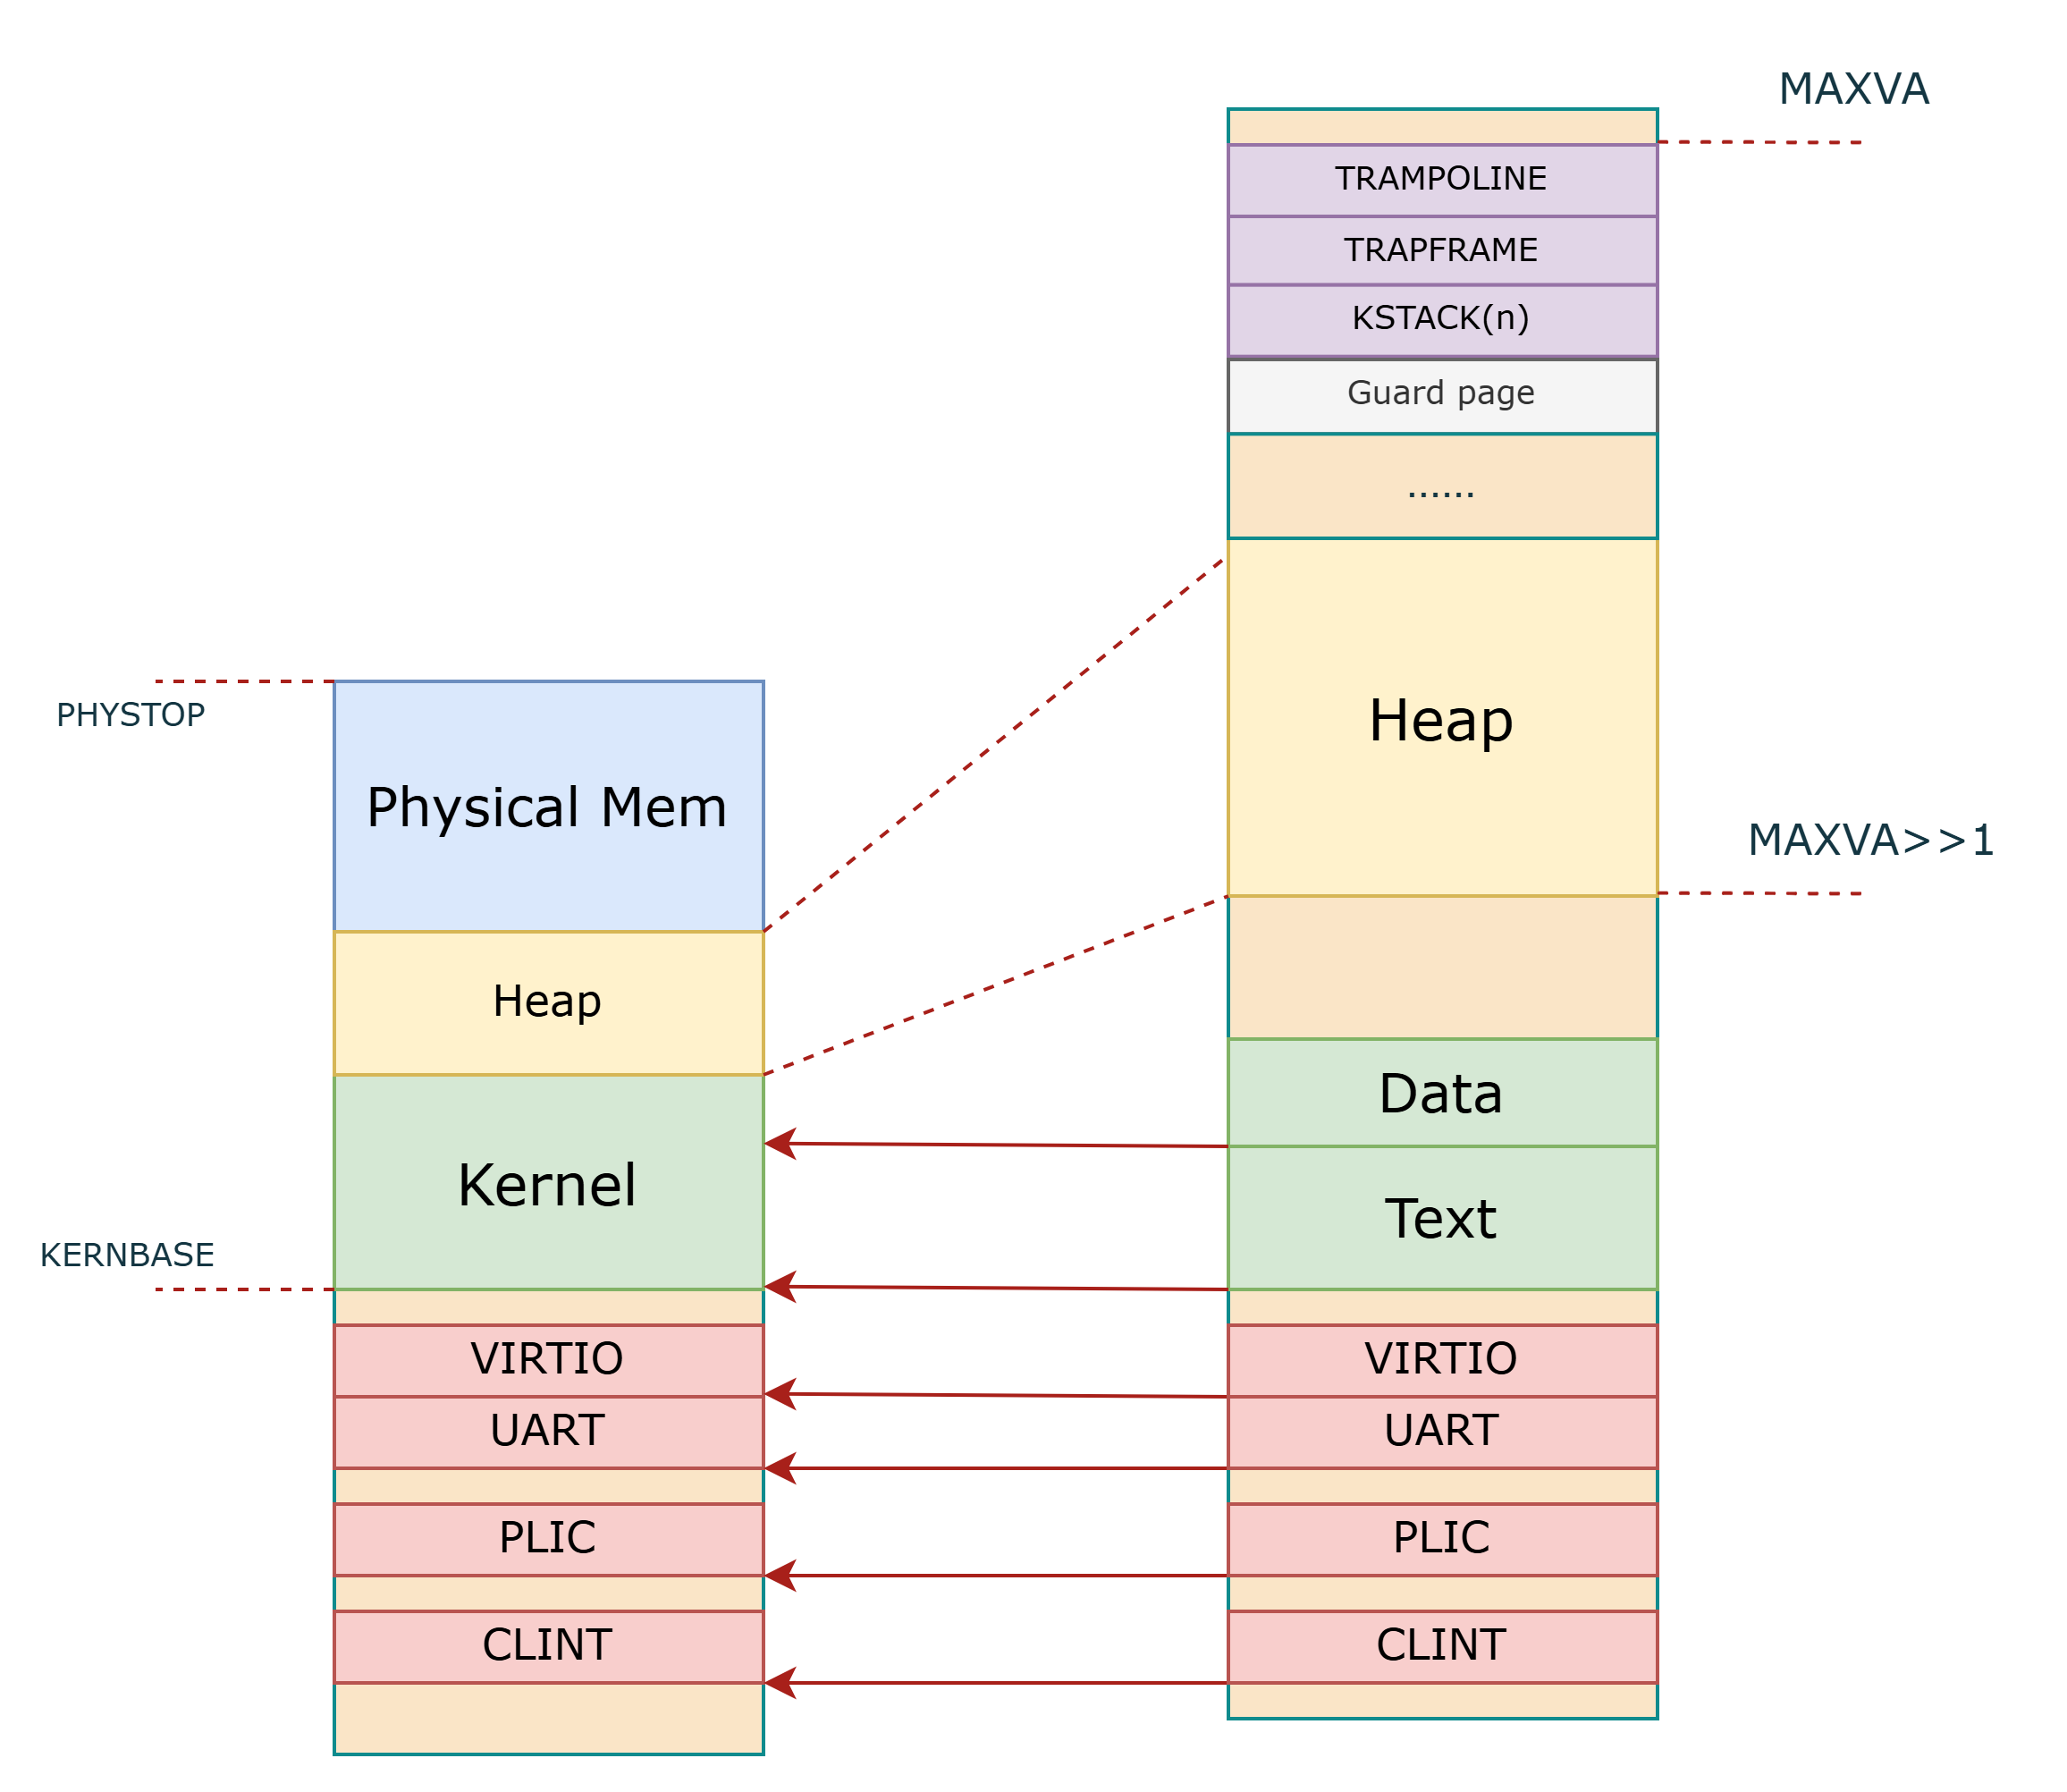 MAXVA
TRAMPOLINE
TRAPFRAME
KSTACK(n)
Guard page
......
Heap
MAXVA>>1
Data
Text
VIRTIO
UART
PLIC
CLINT
PHYSTOP
Physical Mem
Heap
Kernel
KERNBASE
VIRTIO
UART
PLIC
CLINT